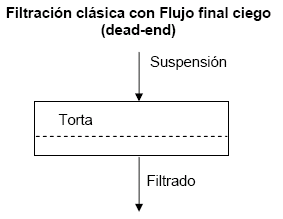 Filtración clásica con Flujo final ciego
(dead-end)
Suspensión
Torta
Filtrado